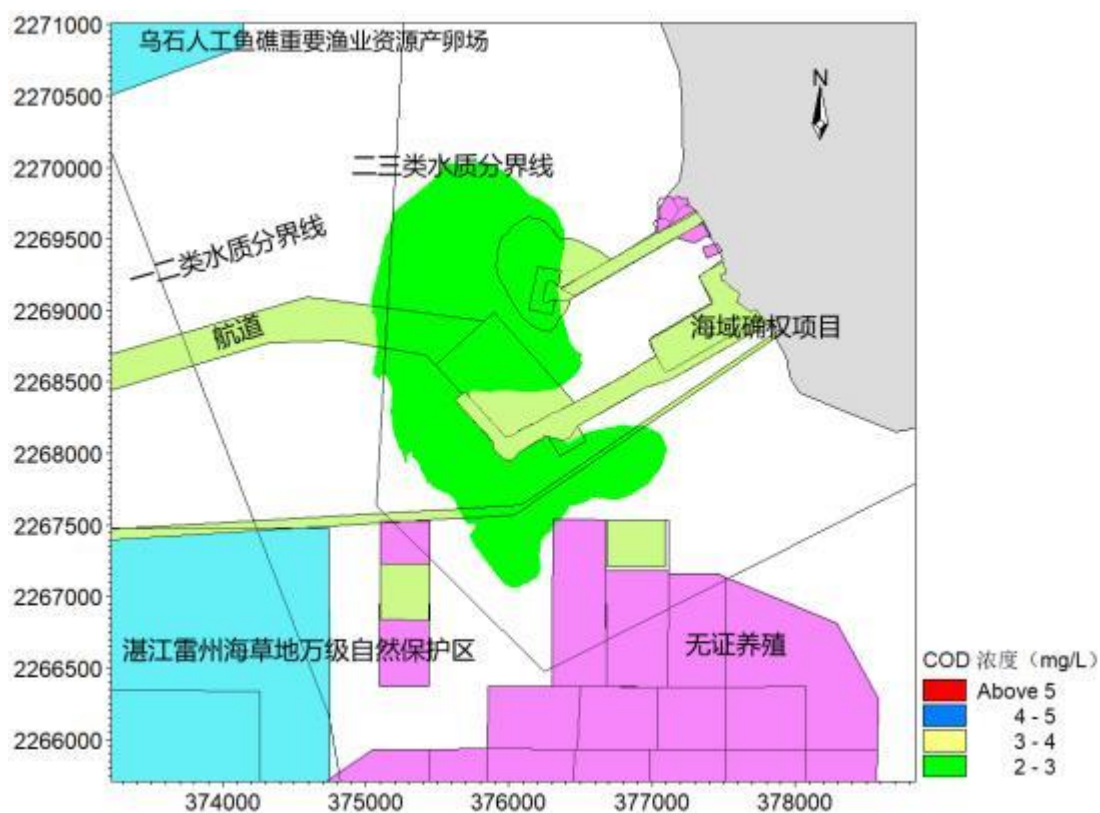 2271000
乌石人工鱼礁重要渔业资源产卵场
2270500
N
2270000
二三类水质分界线
2269500
一二类水质分界线
2269000
航道
海域确权项目
2268500
2268000
2267500
2267000
湛江雷州海草地万级自然保护区
无证养殖
2266500
2266000
COD 浓度（mg/L）
Above 5
4 - 5
3 - 4
2 - 3
374000 375000 376000 377000 378000